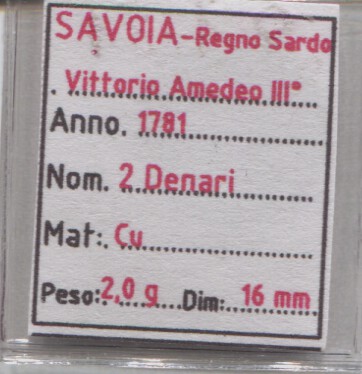 SAVOIA-Regno Sardo
. Vittorio Amedeo III°
Anno. 1781
Nom. 2 Denari
Mat:. Cu
Peso:. 2,0 g ..... Dim:.. 16 mm